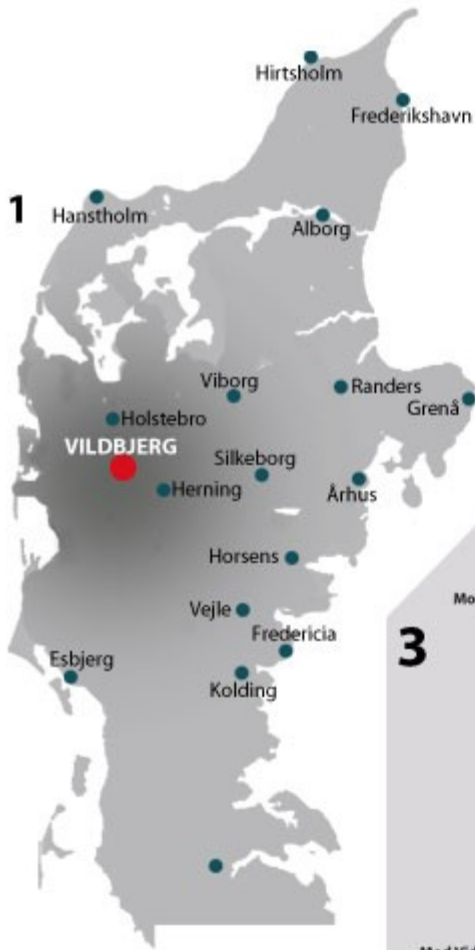 Hirtsholm
Frederikshavn
1
Hanstholm
Alborg
Viborg
Randers
Grenå
Holstebro
VILDBJERG
Silkeborg
Herning
Århus
Horsens
Vejle
Fredericia
Esbjerg
Kolding
3